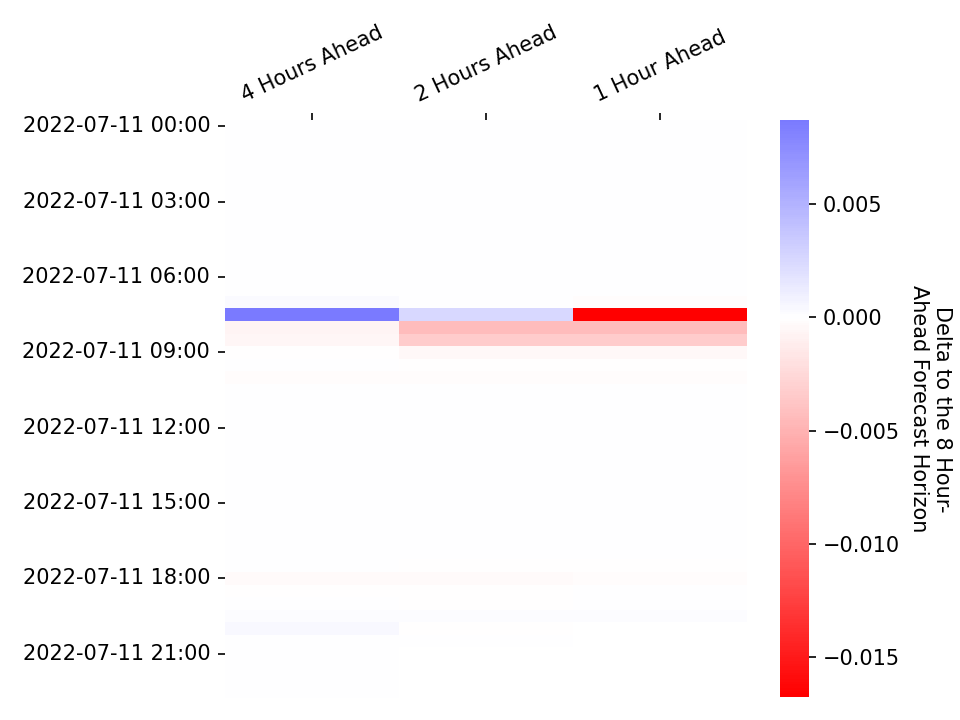 4 Hours Ahead
2 Hours Ahead
1 Hour Ahead
2022-07-11 00:00
2022-07-11 03:00
2022-07-11 06:00
2022-07-11 09:00
2022-07-11 12:00
2022-07-11 15:00
2022-07-11 18:00
2022-07-11 21:00
0.005
0.000
−0.005
−0.010
−0.015
Delta to the 8 Hour-
Ahead Forecast Horizon